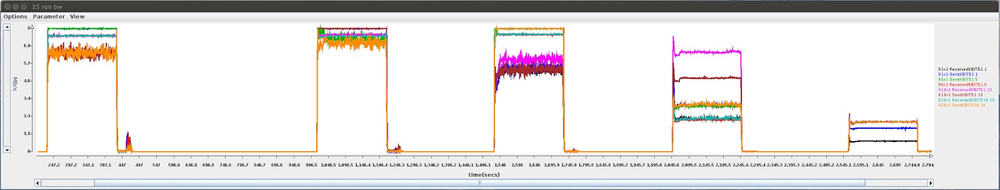 25 run bw
Options Parameter View
8
6.9
5.7
4.6
3.4
2.3
1.1
0
Mb/s
247.2 297.2 347.1 397.1 447 497 547 596.9 646.9 696.8 746.8 796.7 846.7 896.7 946.6 996.5 1,046.5 1,096.5 1,146.4 1,196.4 1,246.3 1,296.3 1,346.2 1,396.2 1,446.1 1,496.1 1,546 1,596 1,646 1,695.9 1,745.9 1,795.8 1,845.8 1,895.7 1,945.7 1,995.6 2,045.6 2,095.5 2,145.5 2,195.5 2,245.4 2,295.4 2,345.3 2,395.3 2,445.2 2,495.2 2,545.1 2,595.1 2,645 2,695 2,744.9 2,794.
time(secs)
h1x1 ReceivedKBITS1.1
h1x1 SentKBITS1.1
h5x1 SentKBITS1.5
h5x1 ReceivedKBITS1.5
h13x1 ReceivedKBITS1.13
h13x1 SentKBITS1.13
h20x1 ReceivedKBITS18.10
h20x1 SentKBITS18.10